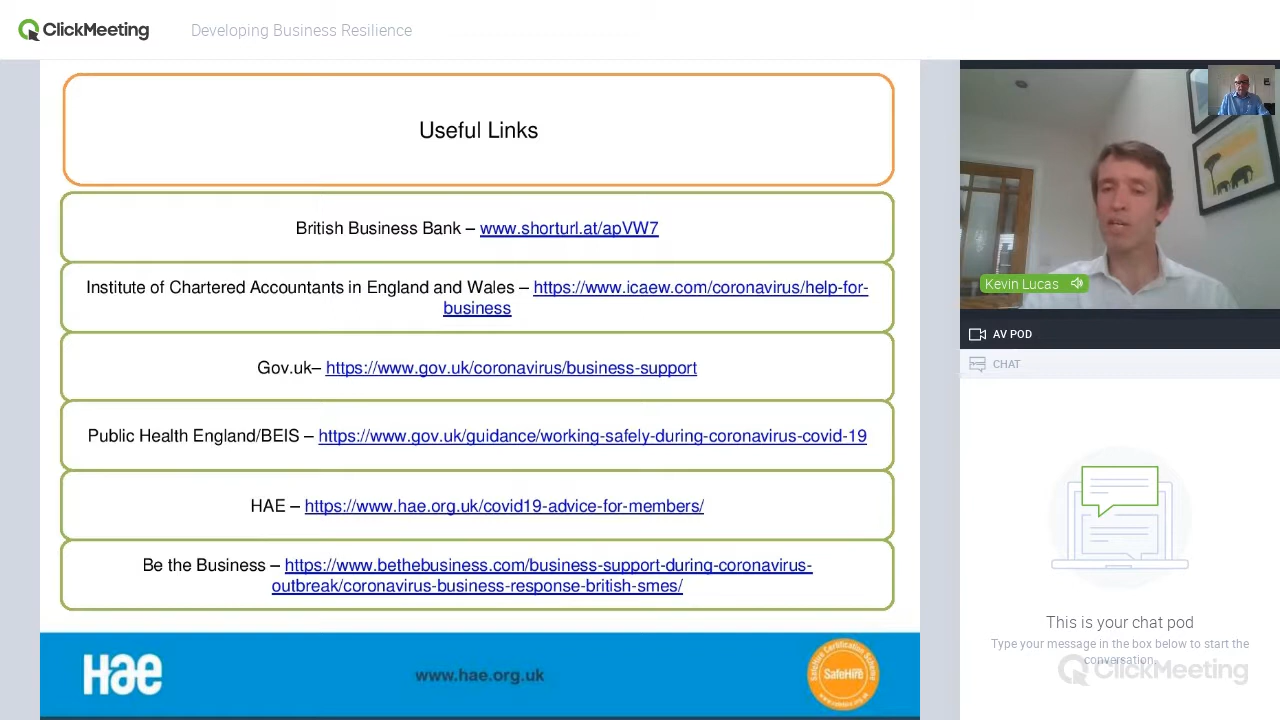 ClickMeeting
Developing Business Resilience
Useful Links
British Business Bank – www.shorturl.at/apVW7
Institute of Chartered Accountants in England and Wales – https://www.icaew.com/coronavirus/help-for-
business
Gov.uk– https://www.gov.uk/coronavirus/business-support
Public Health England/BEIS – https://www.gov.uk/guidance/working-safely-during-coronavirus-covid-19
HAE – https://www.hae.org.uk/covid19-advice-for-members/
Be the Business – https://www.bethebusiness.com/business-support-during-coronavirus-
outbreak/coronavirus-business-response-british-smes/
Hae
www.hae.org.uk
SafeHire Certification Scheme
SafeHire
Kevin Lucas
AV POD
CHAT
This is your chat pod
Type your message in the box below to start the
conversation.
ClickMeeting